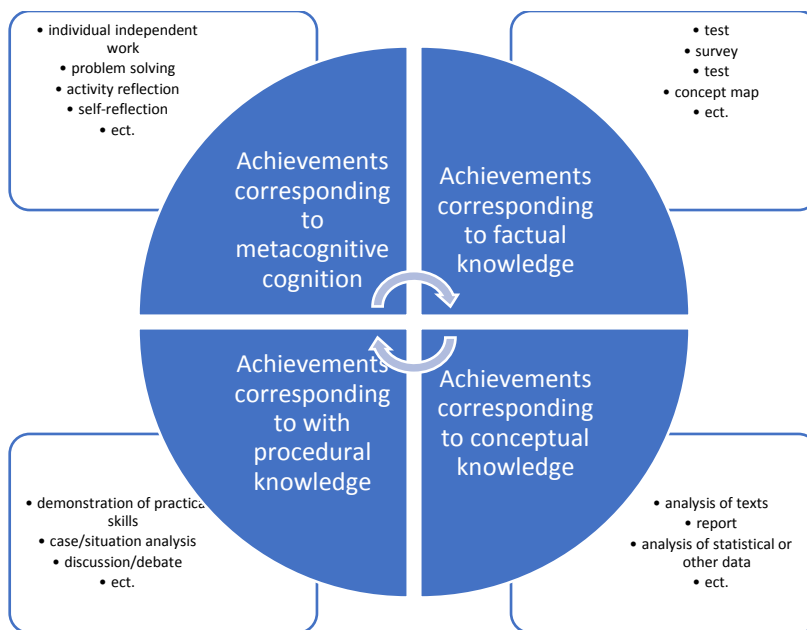 • individual independent
work
• problem solving
• activity reflection
• self-reflection
• ect.
• test
• survey
• test
• concept map
• ect.
Achievements
corresponding
to
metacognitive
cognition
Achievements
corresponding
to factual
knowledge
Achievements
corresponding
to with
procedural
knowledge
Achievements
corresponding
to conceptual
knowledge
• demonstration of practical
skills
• case/situation analysis
• discussion/debate
• ect.
• analysis of texts
• report
• analysis of statistical or
other data
• ect.